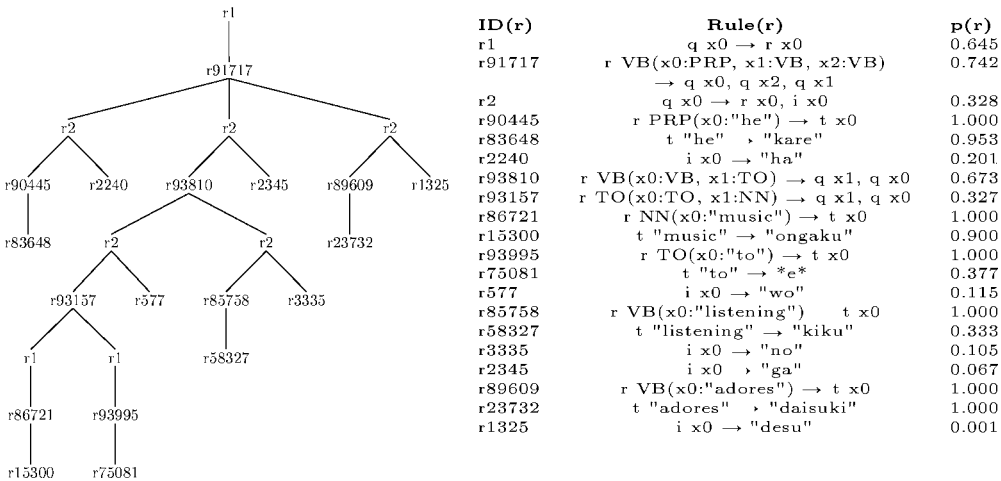 r1
r91717
r2 r2 r2
r90445 r2240 r93810 r2345 r89609 r1325
r83648 r2 r2 r23732
r93157 r577 r85758 r3335
r1 r1 r58327
r86721 r93995
r15300 r75081
ID(r) Rule(r) p(r)
r1 q x0 → r x0 0.645
r91717 r VB(x0:PRP, x1:VB, x2:VB) 0.742
→ q x0, q x2, q x1
r2 q x0 → r x0, i x0 0.328
r90445 r PRP(x0:"he") → t x0 1.000
r83648 t "he" → "kare" 0.953
r2240 i x0 → "ha" 0.201
r93810 r VB(x0:VB, x1:TO) → q x1, q x0 0.673
r93157 r TO(x0:TO, x1:NN) → q x1, q x0 0.327
r86721 r NN(x0:"music") → t x0 1.000
r15300 t "music" → "ongaku" 0.900
r93995 r TO(x0:"to") → t x0 1.000
r75081 t "to" → *e* 0.377
r577 i x0 → "wo" 0.115
r85758 r VB(x0:"listening") t x0 1.000
r58327 t "listening" → "kiku" 0.333
r3335 i x0 → "no" 0.105
r2345 i x0 → "ga" 0.067
r89609 r VB(x0:"adores") → t x0 1.000
r23732 t "adores" → "daisuki" 1.000
r1325 i x0 → "desu" 0.001